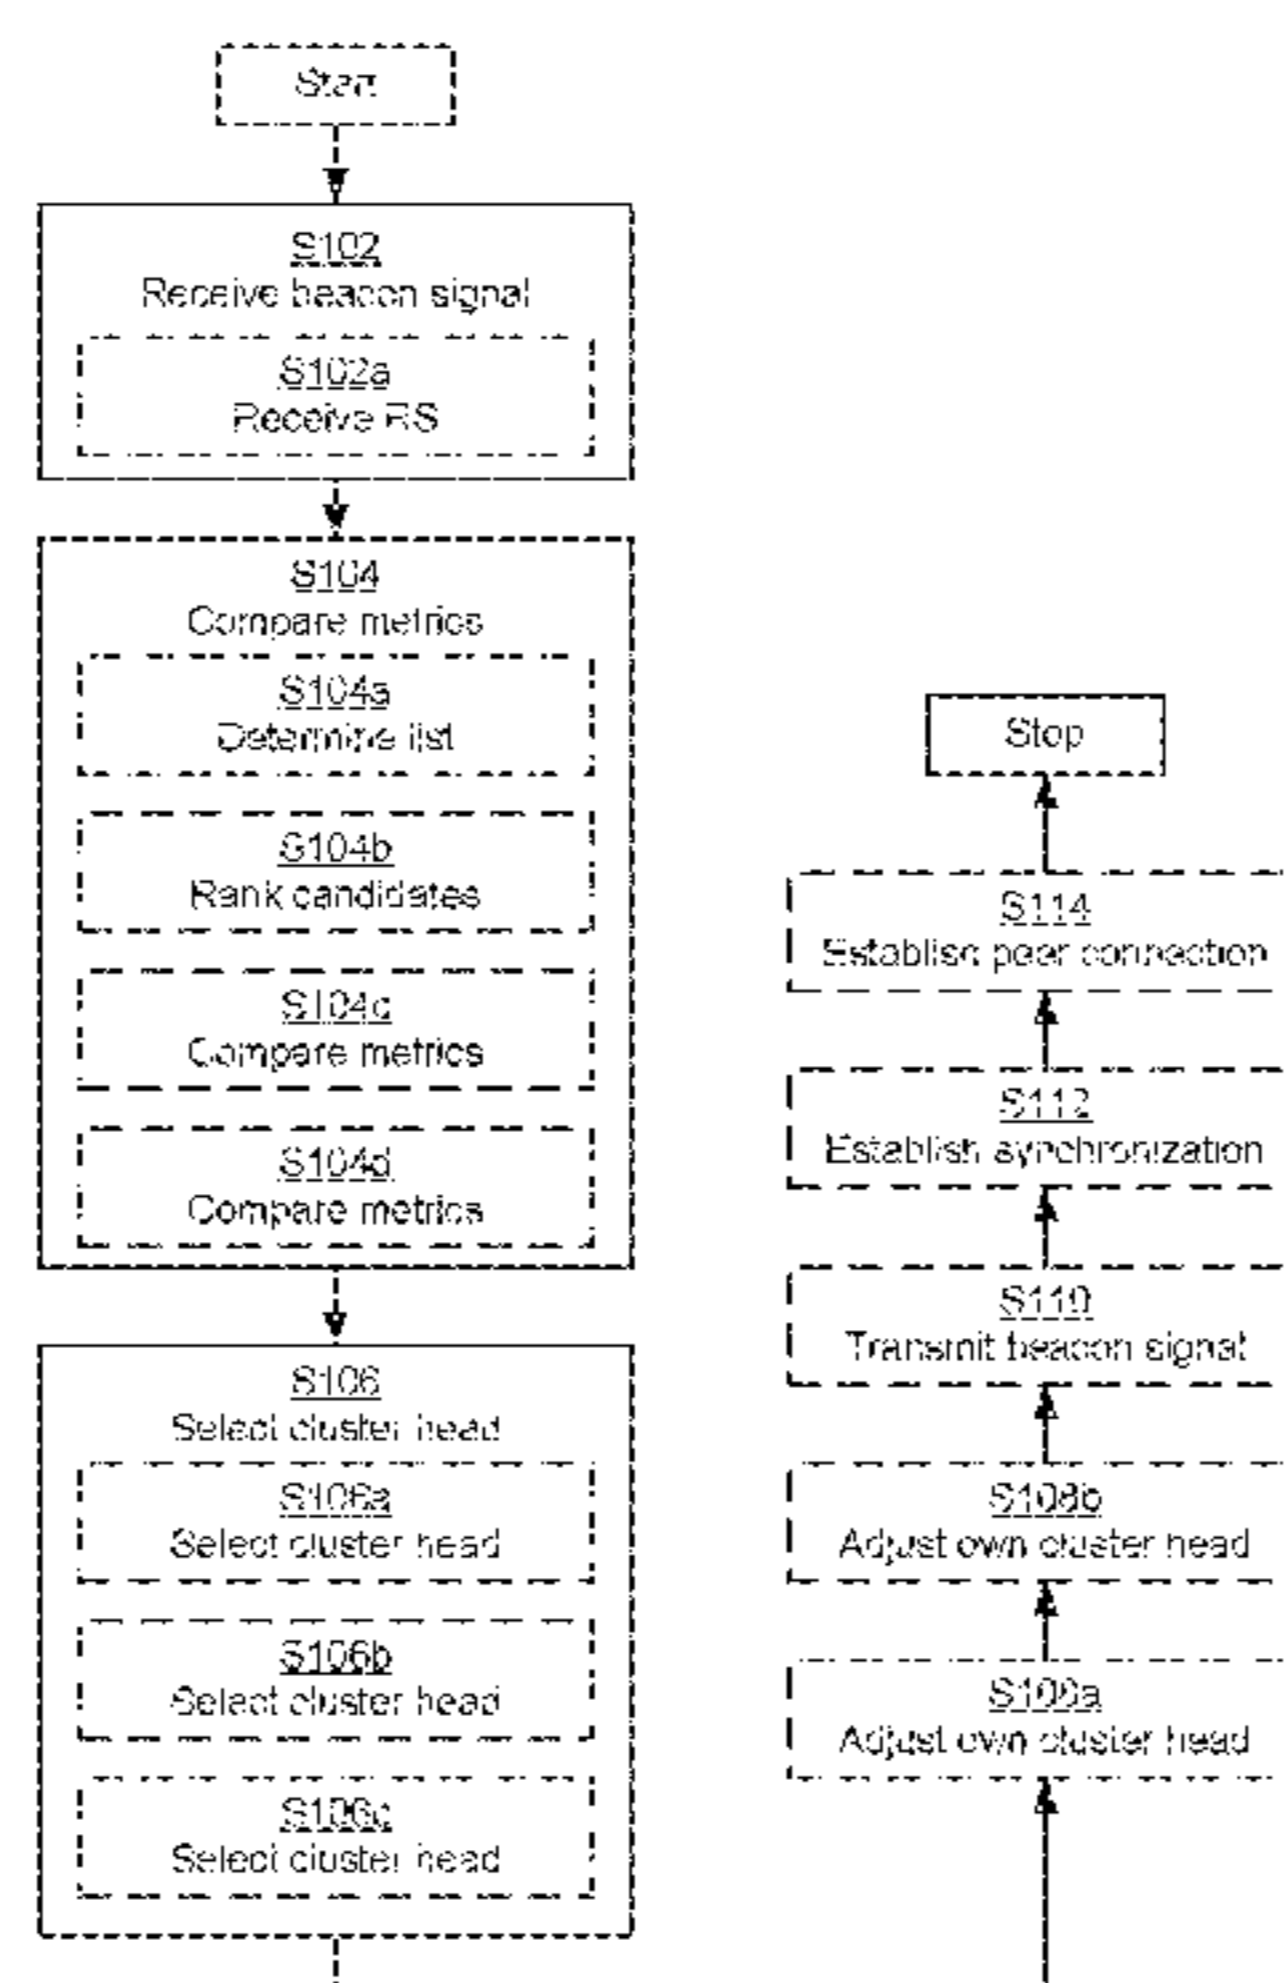 Start
S102
Receive beacon signal
S102a
Receive RS
S104
Compare metrics
S104a
Determine list
S104b
Rank candidates
S104c
Compare metrics
S104d
Compare metrics
S106
Select cluster head
S106a
Select cluster head
S106b
Select cluster head
S106c
Select cluster head
Stop
S114
Establish peer connection
S112
Establish synchronization
S110
Transmit beacon signal
S108b
Adjust own cluster head
S108a
Adjust own cluster head